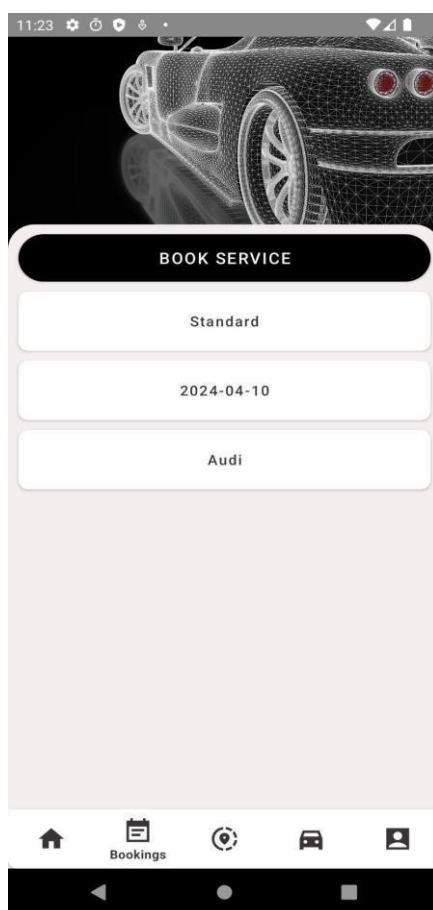 11:23
BOOK SERVICE
Standard
2024-04-10
Audi
Bookings